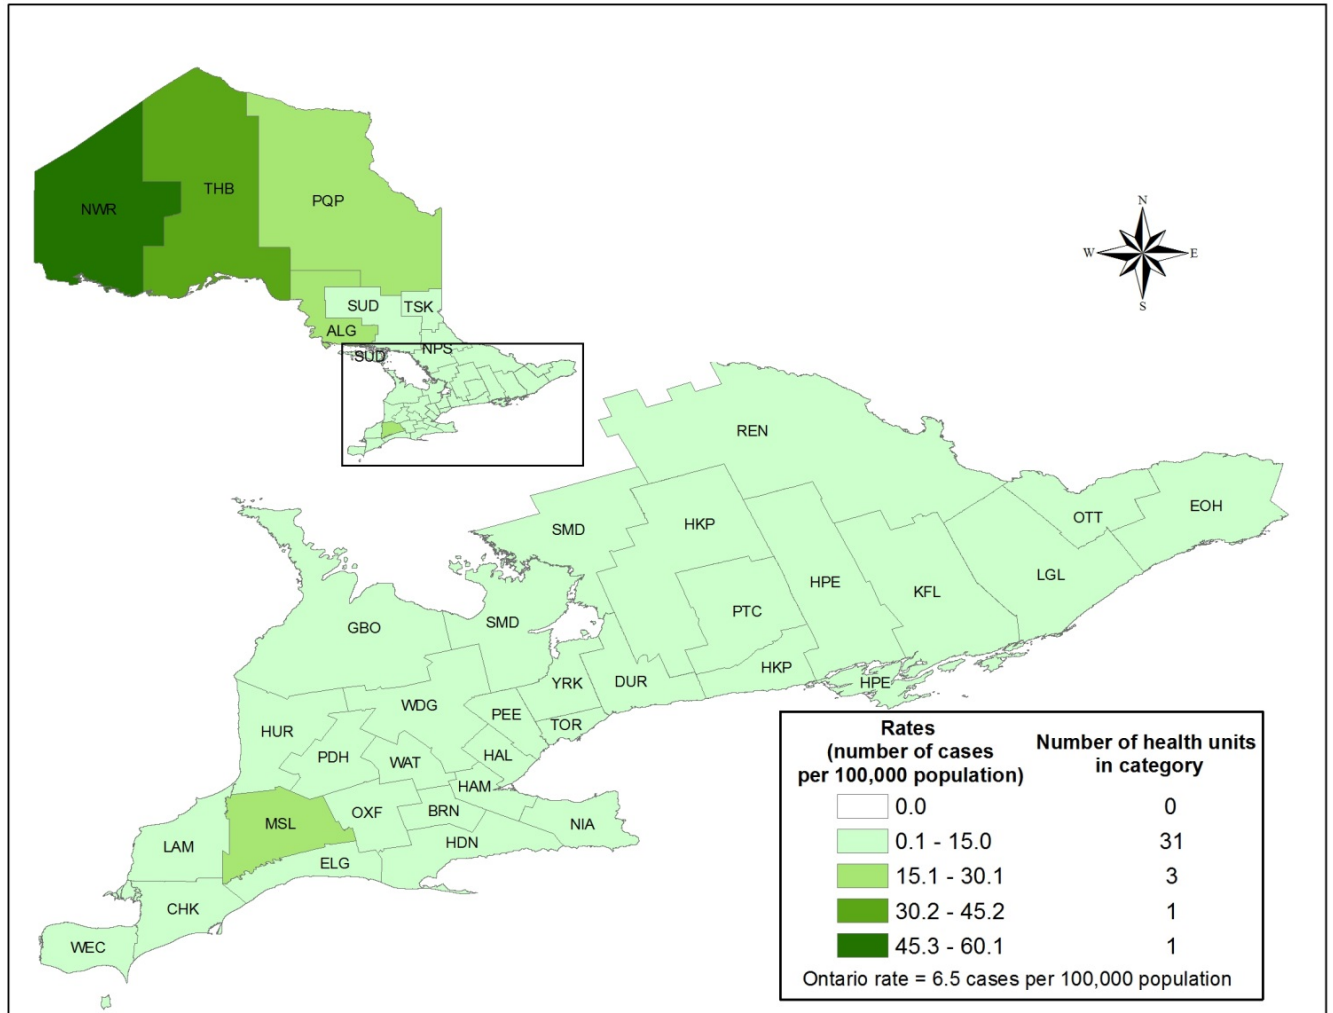 NWR
THB
PQP
SUD
TSK
ALG
SUD
NPS
N
W
E
S
REN
SMD
HKP
OTT
EOH
HPE
KFL
LGL
PTC
GBO
SMD
HKP
HPE
YRK
DUR
WDG
PEE
TOR
HUR
PDH
WAT
HAL
HAM
MSL
OXF
BRN
NIA
LAM
ELG
HDN
CHK
WEC
Rates
(number of cases
per 100,000 population)
Number of health units
in category
0.0 0
0.1 - 15.0 31
15.1 - 30.1 3
30.2 - 45.2 1
45.3 - 60.1 1
Ontario rate = 6.5 cases per 100,000 population